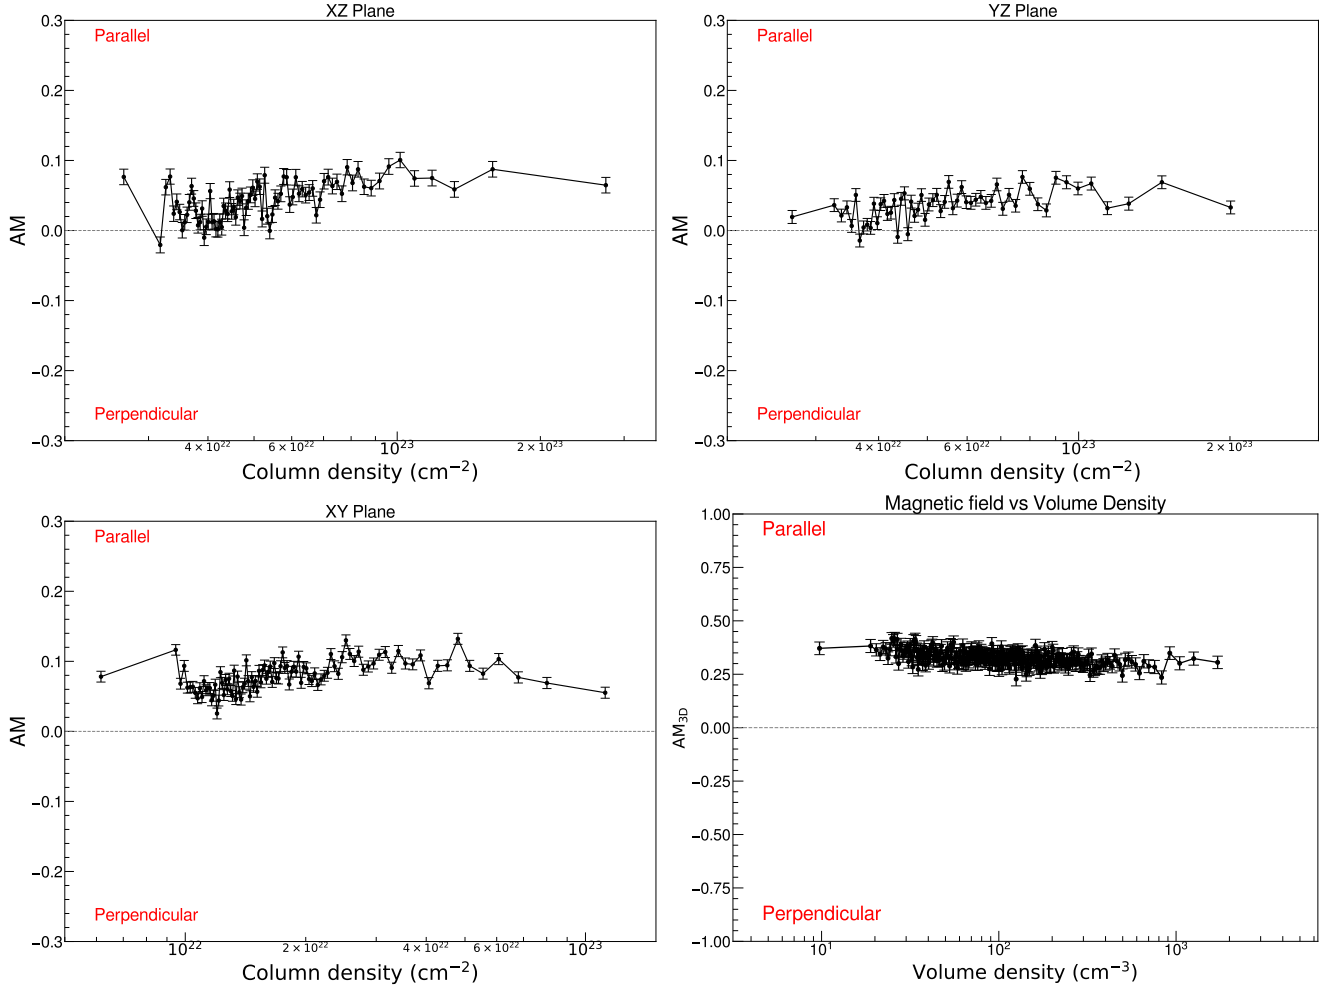 XZ Plane
Parallel
0.3
0.2
0.1
0.0
−0.1
−0.2
−0.3
AM
Perpendicular
4 × 10²² 6 × 10²² 10²³ 2 × 10²³
Column density (cm⁻²)
YZ Plane
Parallel
0.3
0.2
0.1
0.0
−0.1
−0.2
−0.3
AM
Perpendicular
4 × 10²² 6 × 10²² 10²³ 2 × 10²³
Column density (cm⁻²)
XY Plane
Parallel
0.3
0.2
0.1
0.0
−0.1
−0.2
−0.3
AM
Perpendicular
10²² 2 × 10²² 4 × 10²² 6 × 10²² 10²³
Column density (cm⁻²)
Magnetic field vs Volume Density
Parallel
1.00
0.75
0.50
0.25
0.00
−0.25
−0.50
−0.75
−1.00
AM₃D
Perpendicular
10¹ 10² 10³
Volume density (cm⁻³)